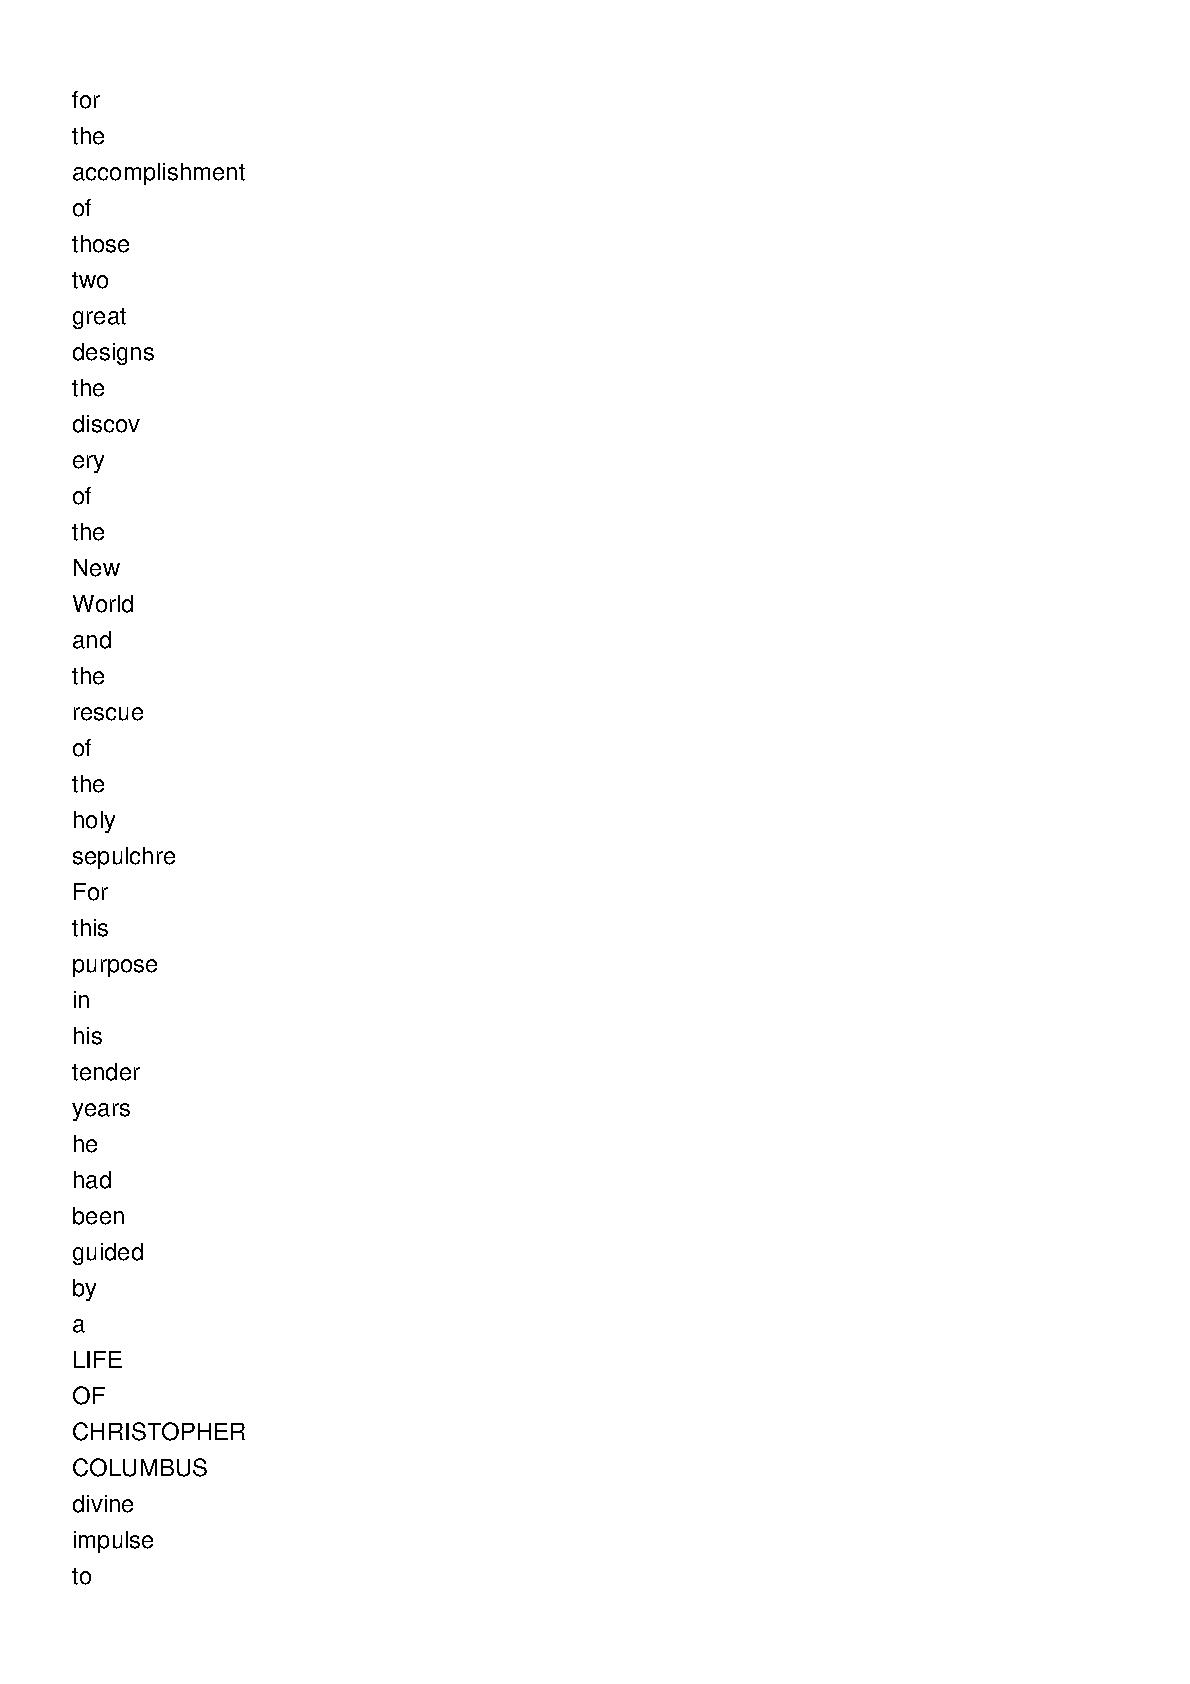 for
the
accomplishment
of
those
two
great
designs
the
discov
ery
of
the
New
World
and
the
rescue
of
the
holy
sepulchre
For
this
purpose
in
his
tender
years
he
had
been
guided
by
a
LIFE
OF
CHRISTOPHER
COLUMBUS
divine
impulse
to